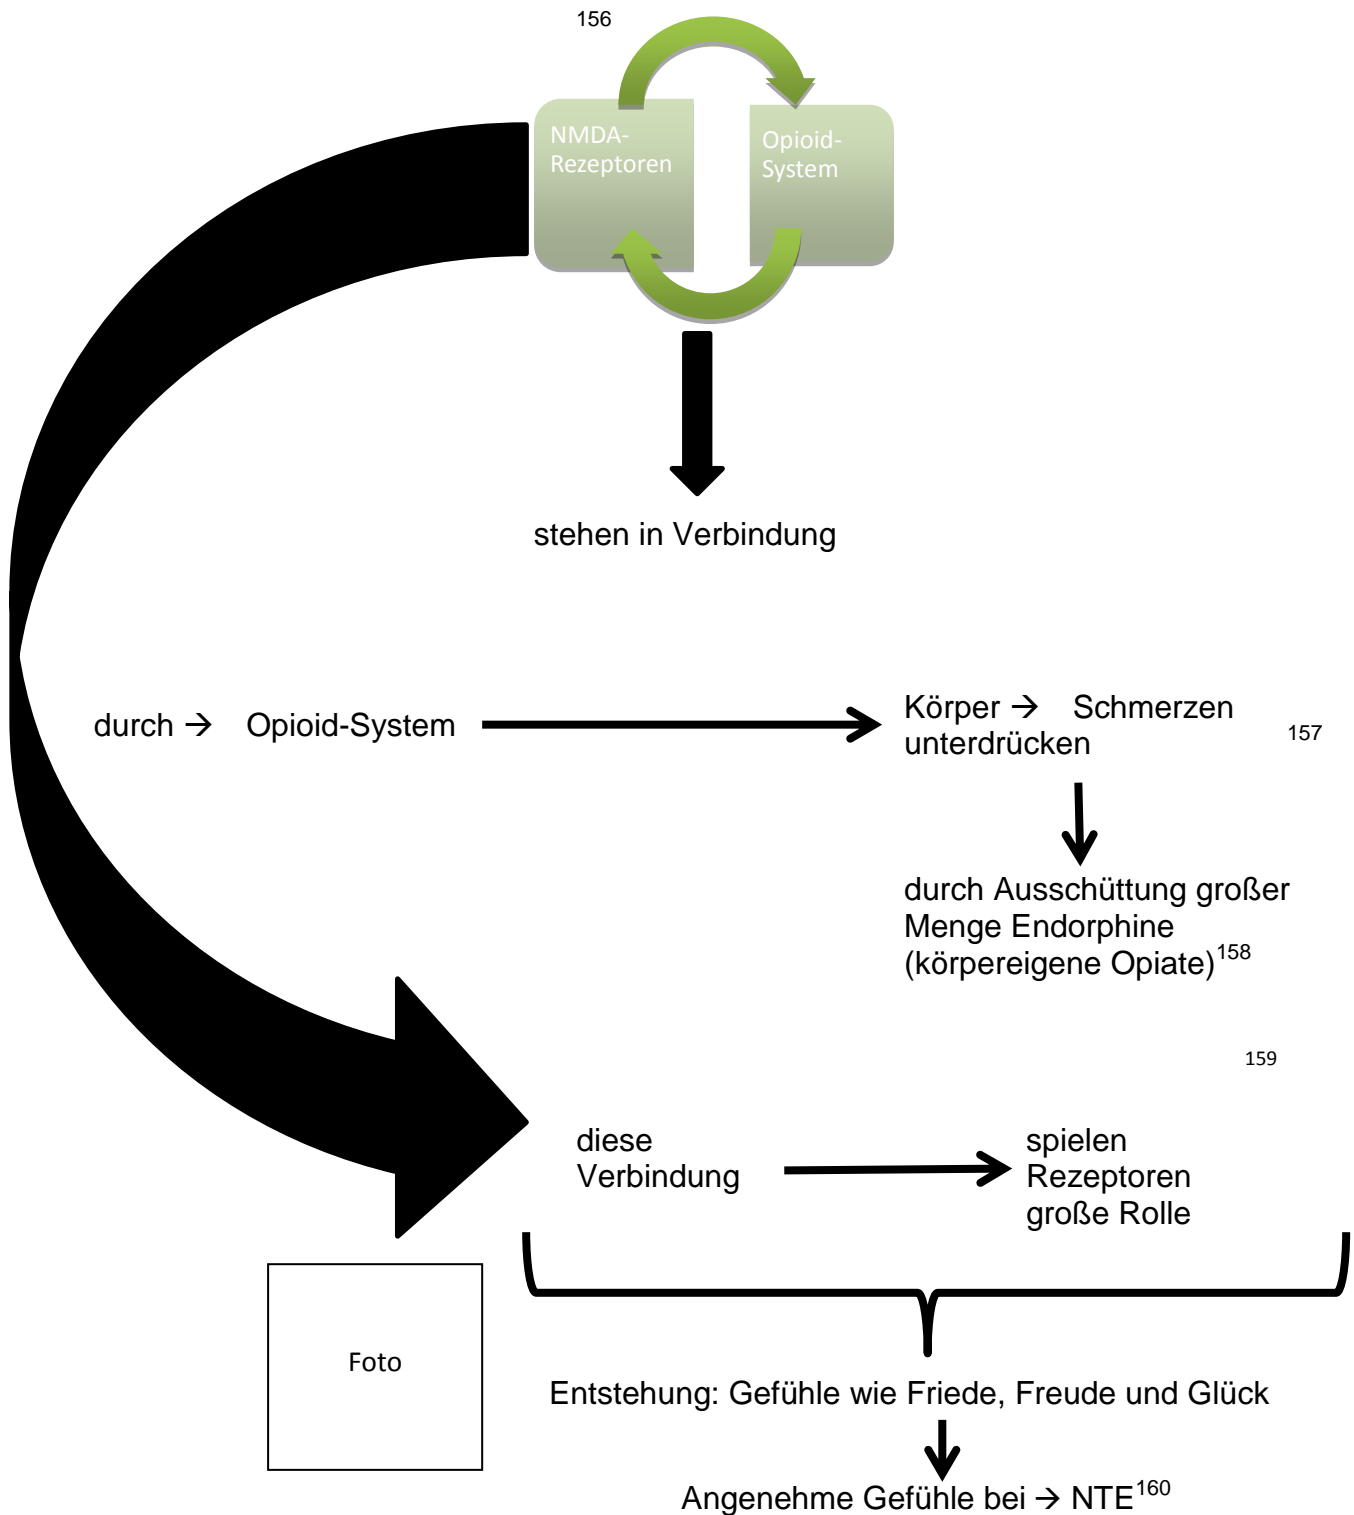 156
NMDA-
Rezeptoren
Opioid-
System
stehen in Verbindung
durch → Opioid-System
Körper → Schmerzen
unterdrücken
157
durch Ausschüttung großer
Menge Endorphine
(körpereigene Opiate)158
159
diese
Verbindung
spielen
Rezeptoren
große Rolle
Foto
Entstehung: Gefühle wie Friede, Freude und Glück
Angenehme Gefühle bei → NTE160